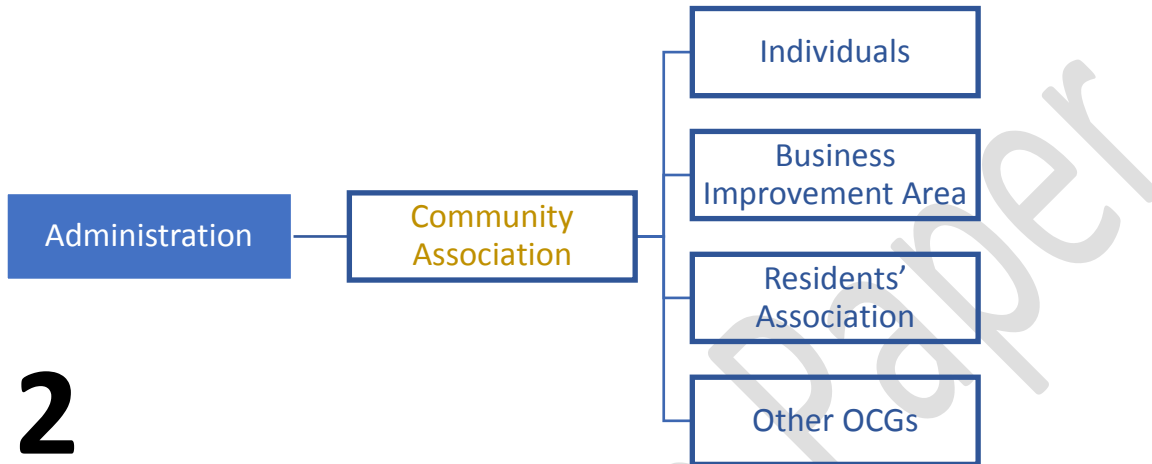 Individuals
Business
Improvement Area
Administration
Community
Association
Residents’
Association
Other OCGs
2
Paper